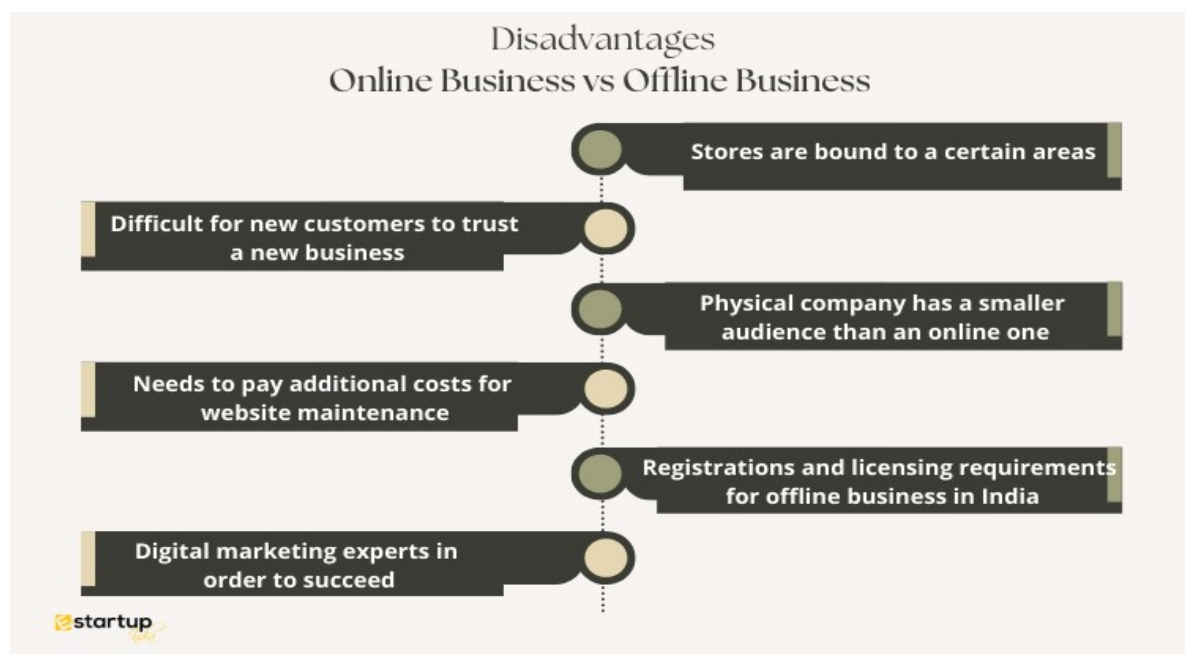 Disadvantages
Online Business vs Offline Business
Stores are bound to a certain areas
Difficult for new customers to trust
a new business
Physical company has a smaller
audience than an online one
Needs to pay additional costs for
website maintenance
Registrations and licensing requirements
for offline business in India
Digital marketing experts in
order to succeed
startup